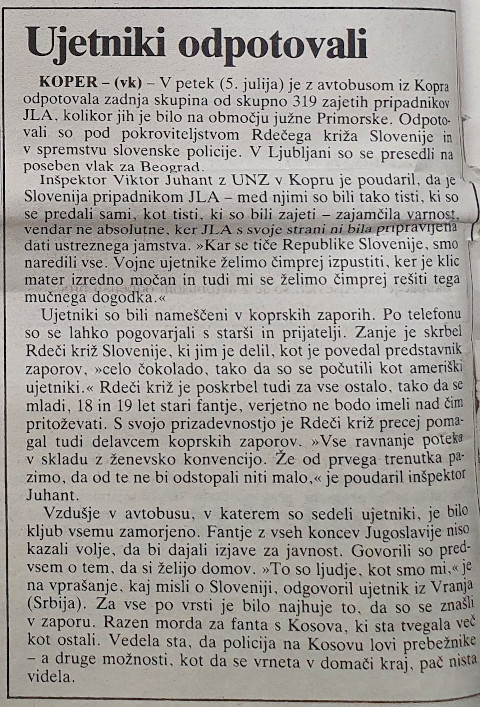 Ujetniki odpotovali
KOPER – (vk) – V petek (5. julija) je z avtobusom iz Kopra
odpotovala zadnja skupina od skupno 319 zajetih pripadnikov
JLA, kolikor jih je bilo na območju južne Primorske. Odpoto-
vali so pod pokroviteljstvom Rdečega križa Slovenije in
v spremstvu slovenske policije. V Ljubljani so se presedli na
poseben vlak za Beograd.
Inšpektor Viktor Juhant z UNZ v Kopru je poudaril, da je
Slovenija pripadnikom JLA – med njimi so bili tako tisti, ki so
se predali sami, kot tisti, ki so bili zajeti – zajamčila varnost,
vendar ne absolutne, ker JLA s svoje strani ni bila pripravljena
dati ustreznega jamstva. »Kar se tiče Republike Slovenije, smo
naredili vse. Vojne ujetnike želimo čimprej izpustiti, ker je klic
mater izredno močan in tudi mi se želimo čimprej rešiti tega
mučnega dogodka.«
Ujetniki so bili nameščeni v koprskih zaporih. Po telefonu
so se lahko pogovarjali s starši in prijatelji. Zanje je skrbel
Rdeči križ Slovenije, ki jim je delil, kot je povedal predstavnik
zaporov, »celo čokolado, tako da so se počutili kot ameriški
ujetniki.« Rdeči križ je poskrbel tudi za vse ostalo, tako da se
mladi, 18 in 19 let stari fantje, verjetno ne bodo imeli nad čim
pritoževati. S svojo prizadevnostjo je Rdeči križ precej poma-
gal tudi delavcem koprskih zaporov. »Vse ravnanje poteka
v skladu z ženevsko konvencijo. Že od prvega trenutka pa-
zimo, da od te ne bi odstopali niti malo,« je poudaril inšpektor
Juhant.
Vzdušje v avtobusu, v katerem so sedeli ujetniki, je bilo
kljub vsemu zamorjeno. Fantje z vseh koncev Jugoslavije niso
kazali volje, da bi dajali izjave za javnost. Govorili so pred-
vsem o tem, da si želijo domov. »To so ljudje, kot smo mi,« je
na vprašanje, kaj misli o Sloveniji, odgovoril ujetnik iz Vranja
(Srbija). Za vse po vrsti je bilo najhuje to, da so se znašli
v zaporu. Razen morda za fanta s Kosova, ki sta tvegala več
kot ostali. Vedela sta, da policija na Kosovu lovi prebežnike
– a druge možnosti, kot da se vrneta v domači kraj, pač nista
videla.